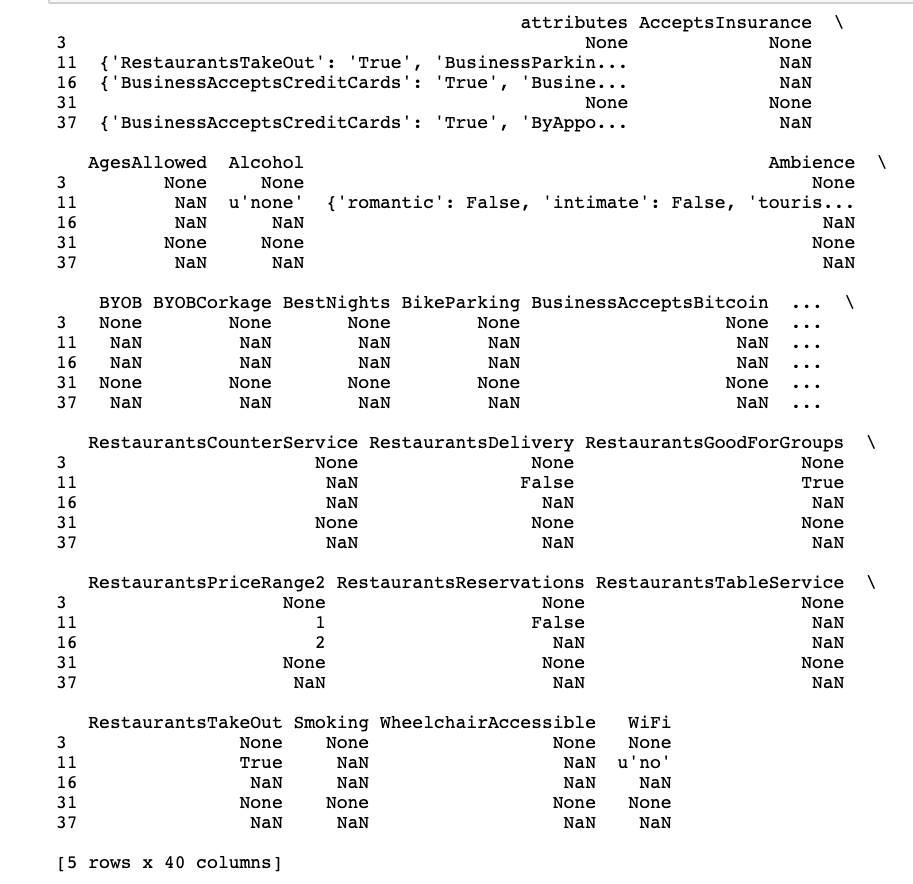 attributes AcceptsInsurance \
3 None None
11 {'RestaurantsTakeOut': 'True', 'BusinessParkin... NaN
16 {'BusinessAcceptsCreditCards': 'True', 'Busine... NaN
31 None None
37 {'BusinessAcceptsCreditCards': 'True', 'ByAppo... NaN
AgesAllowed Alcohol Ambience \
3 None None None
11 NaN u'none' {'romantic': False, 'intimate': False, 'touris...
16 NaN NaN NaN
31 None None None
37 NaN NaN NaN
BYOB BYOBCorkage BestNights BikeParking BusinessAcceptsBitcoin ... \
3 None None None None None ...
11 NaN NaN NaN NaN NaN ...
16 NaN NaN NaN NaN NaN ...
31 None None None None None ...
37 NaN NaN NaN NaN NaN ...
RestaurantsCounterService RestaurantsDelivery RestaurantsGoodForGroups \
3 None None None
11 NaN False True
16 NaN NaN NaN
31 None None None
37 NaN NaN NaN
RestaurantsPriceRange2 RestaurantsReservations RestaurantsTableService \
3 None None None
11 1 False NaN
16 2 NaN NaN
31 None None None
37 NaN NaN NaN
RestaurantsTakeOut Smoking WheelchairAccessible WiFi
3 None None None None
11 True NaN NaN u'no'
16 NaN NaN NaN NaN
31 None None None None
37 NaN NaN NaN NaN
[5 rows x 40 columns]